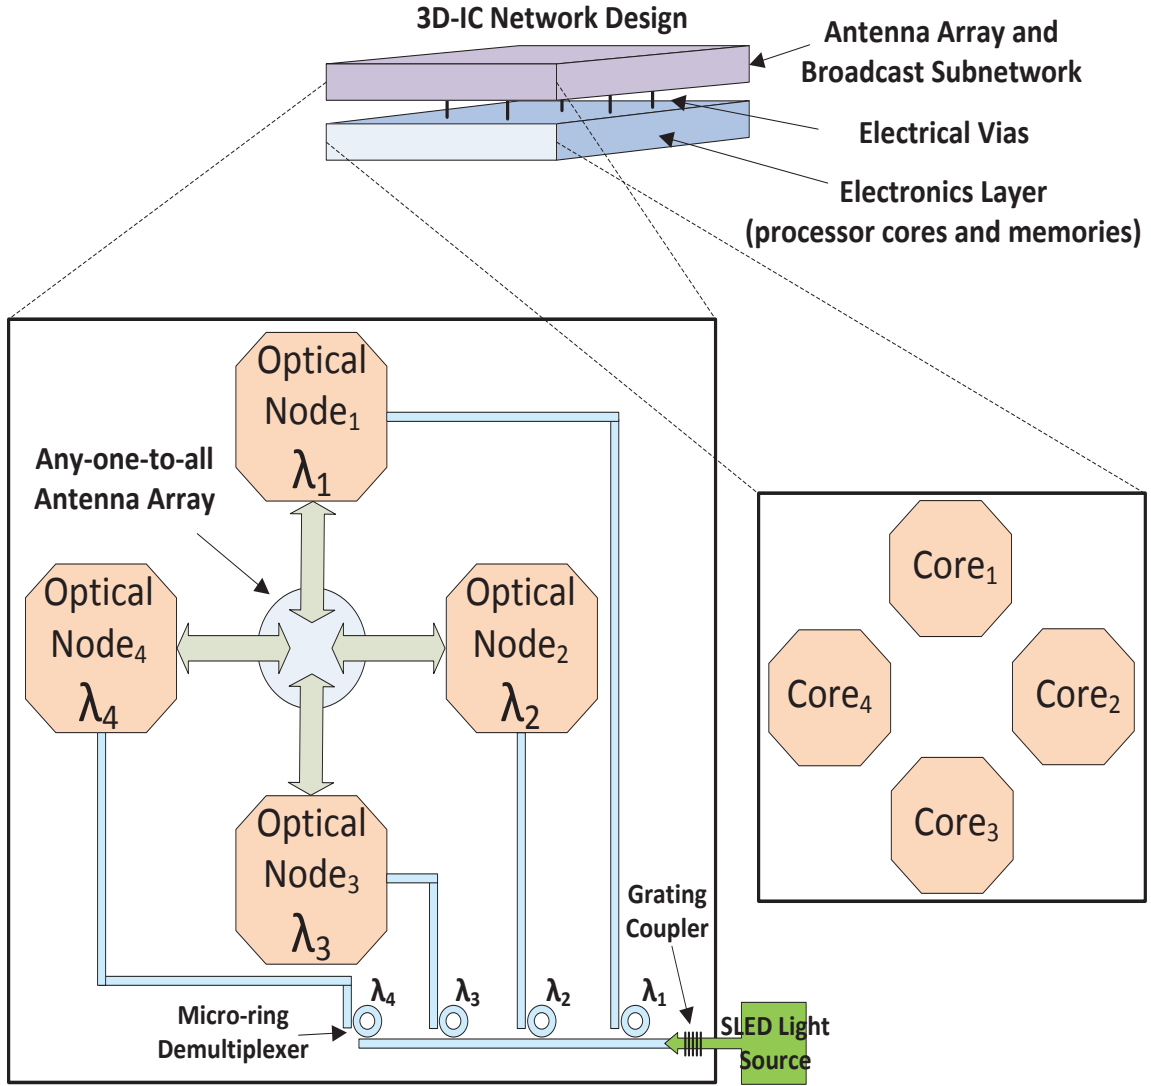 3D-IC Network Design
Antenna Array and
Broadcast Subnetwork
Electrical Vias
Electronics Layer
(processor cores and memories)
Optical
Node₁
λ₁
Any-one-to-all
Antenna Array
Optical
Node₄
λ₄
Optical
Node₂
λ₂
Optical
Node₃
λ₃
Core₁
Core₄
Core₂
Core₃
Grating
Coupler
λ₄
λ₃
λ₂
λ₁
Micro-ring
Demultiplexer
SLED Light
Source